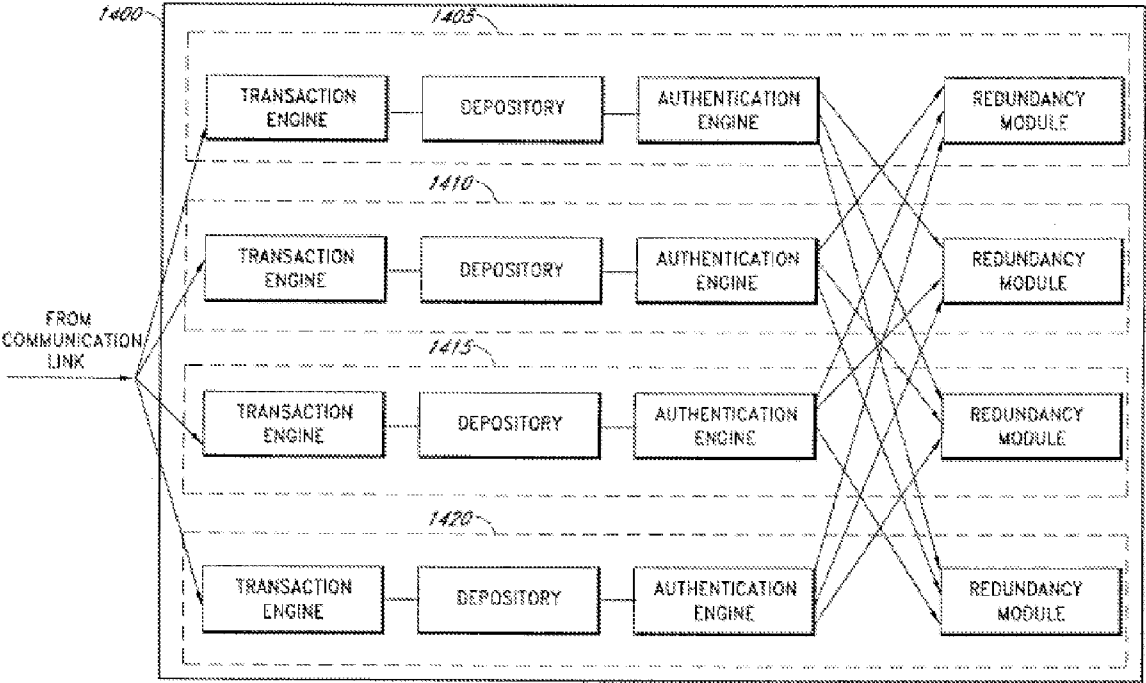 1400
1405
TRANSACTION
ENGINE
DEPOSITORY
AUTHENTICATION
ENGINE
REDUNDANCY
MODULE
1410
TRANSACTION
ENGINE
DEPOSITORY
AUTHENTICATION
ENGINE
REDUNDANCY
MODULE
FROM
COMMUNICATION
LINK
1415
TRANSACTION
ENGINE
DEPOSITORY
AUTHENTICATION
ENGINE
REDUNDANCY
MODULE
1420
TRANSACTION
ENGINE
DEPOSITORY
AUTHENTICATION
ENGINE
REDUNDANCY
MODULE